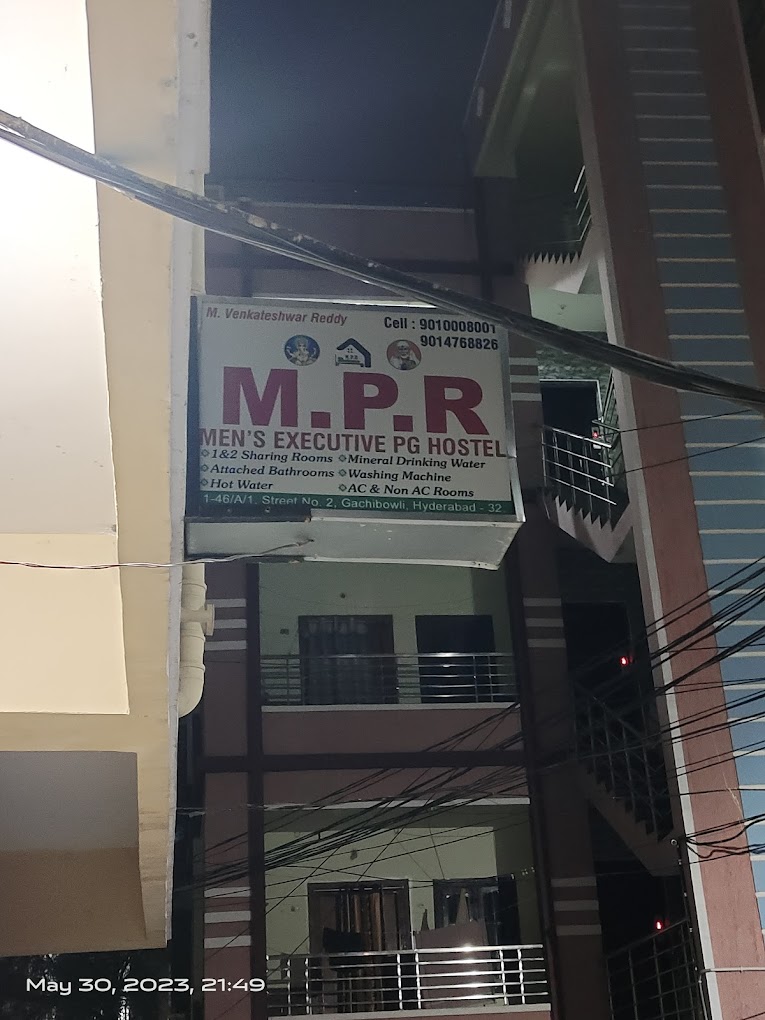 M. Venkateshwar Reddy
Cell : 9010008001
9014768826
M.P.R
MEN'S EXECUTIVE PG HOSTEL
1&2 Sharing Rooms
Mineral Drinking Water
Attached Bathrooms
Washing Machine
Hot Water
AC & Non AC Rooms
1-46/A/1, Street No. 2, Gachibowli, Hyderabad - 32.
May 30, 2023, 21:49